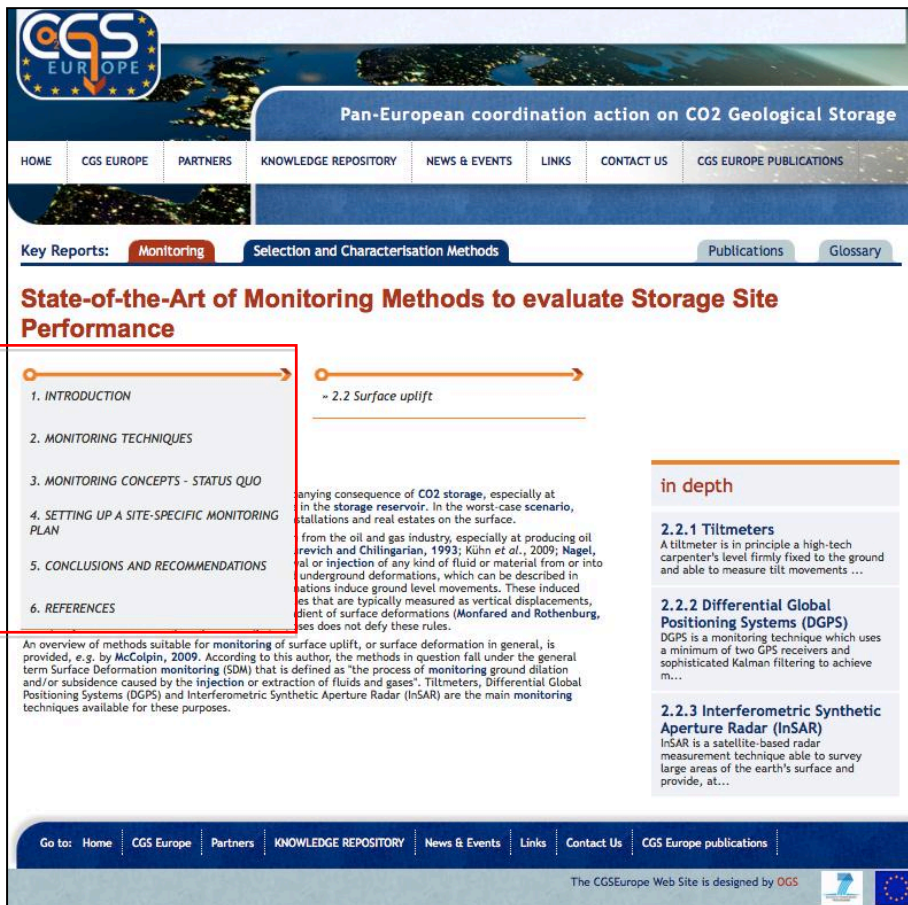 CO2GS
EUROPE
Pan-European coordination action on CO2 Geological Storage
HOME CGS EUROPE PARTNERS KNOWLEDGE REPOSITORY NEWS & EVENTS LINKS CONTACT US CGS EUROPE PUBLICATIONS
Key Reports: Monitoring Selection and Characterisation Methods Publications Glossary
State-of-the-Art of Monitoring Methods to evaluate Storage Site
Performance
1. INTRODUCTION
2. MONITORING TECHNIQUES
3. MONITORING CONCEPTS - STATUS QUO
4. SETTING UP A SITE-SPECIFIC MONITORING
PLAN
5. CONCLUSIONS AND RECOMMENDATIONS
6. REFERENCES
» 2.2 Surface uplift
anying consequence of CO2 storage, especially at
in the storage reservoir. In the worst-case scenario,
stallations and real estates on the surface.
from the oil and gas industry, especially at producing oil
revich and Chilingarian, 1993; Kühn et al., 2009; Nagel,
val or injection of any kind of fluid or material from or into
underground deformations, which can be described in
nations induce ground level movements. These induced
es that are typically measured as vertical displacements,
dient of surface deformations (Monfared and Rothenburg,
ses does not defy these rules.
An overview of methods suitable for monitoring of surface uplift, or surface deformation in general, is
provided, e.g. by McColpin, 2009. According to this author, the methods in question fall under the general
term Surface Deformation monitoring (SDM) that is defined as "the process of monitoring ground dilation
and/or subsidence caused by the injection or extraction of fluids and gases". Tiltmeters, Differential Global
Positioning Systems (DGPS) and Interferometric Synthetic Aperture Radar (InSAR) are the main monitoring
techniques available for these purposes.
in depth
2.2.1 Tiltmeters
A tiltmeter is in principle a high-tech
carpenter's level firmly fixed to the ground
and able to measure tilt movements ...
2.2.2 Differential Global
Positioning Systems (DGPS)
DGPS is a monitoring technique which uses
a minimum of two GPS receivers and
sophisticated Kalman filtering to achieve
m...
2.2.3 Interferometric Synthetic
Aperture Radar (InSAR)
InSAR is a satellite-based radar
measurement technique able to survey
large areas of the earth's surface and
provide, at...
Go to: Home CGS Europe Partners KNOWLEDGE REPOSITORY News & Events Links Contact Us CGS Europe publications
The CGSEurope Web Site is designed by OGS